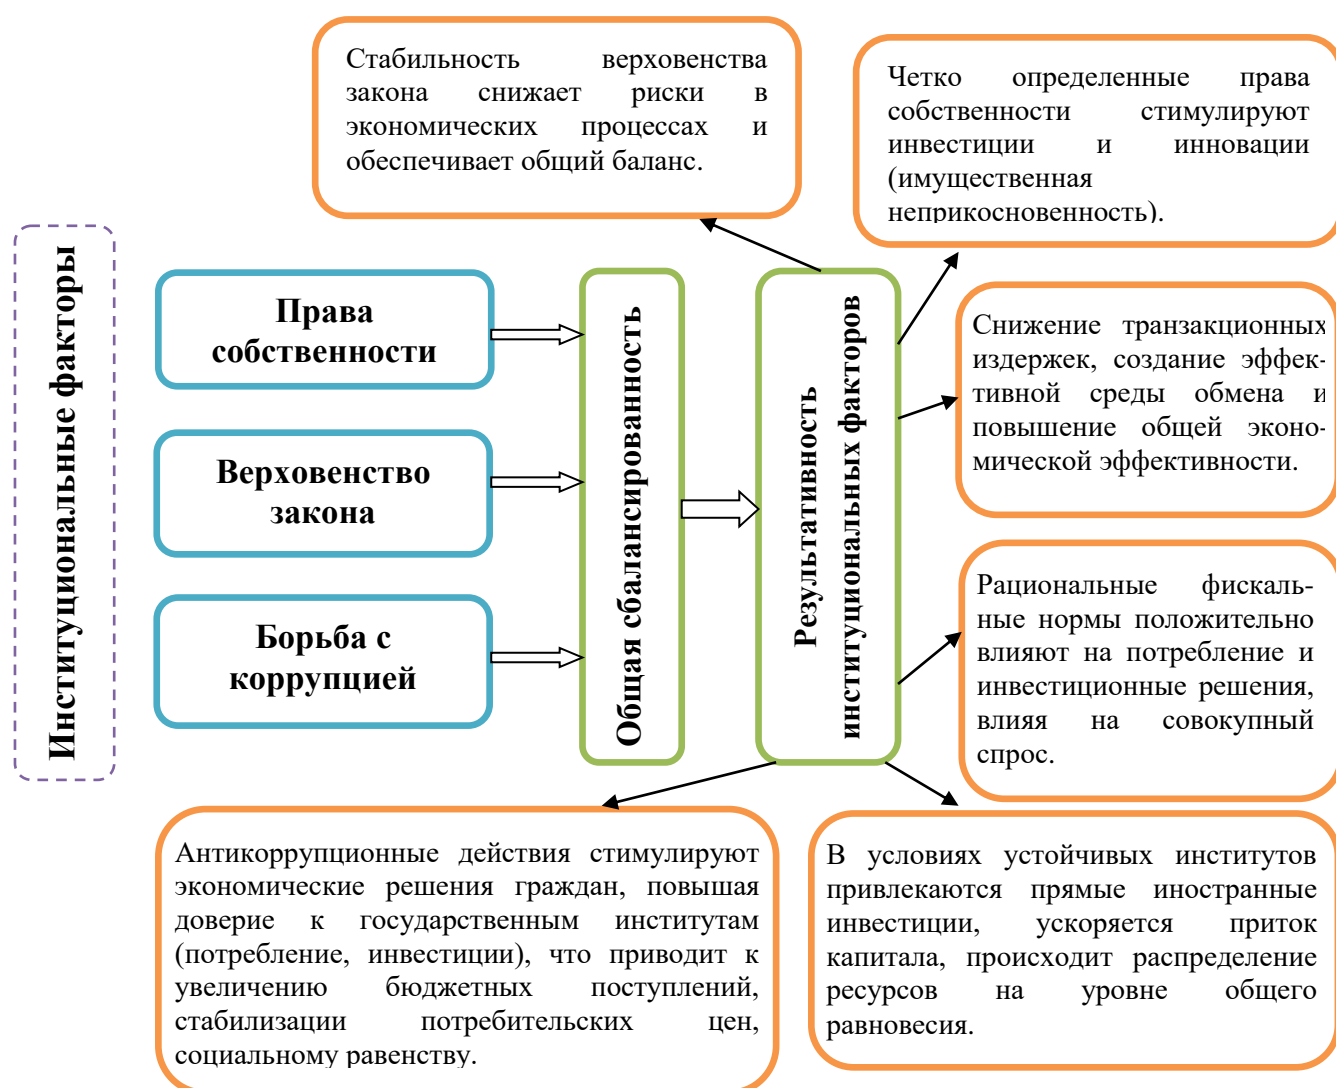 Стабильность верховенства
закона снижает риски в
экономических процессах и
обеспечивает общий баланс.
Четко определенные права
собственности стимулируют
инвестиции и инновации
(имущественная
неприкосновенность).
Институциональные факторы
Права
собственности
Верховенство
закона
Борьба с
коррупцией
Общая сбалансированность
Результативность
институциональных факторов
Снижение транзакционных
издержек, создание эффек-
тивной среды обмена и
повышение общей эконо-
мической эффективности.
Рациональные фискаль-
ные нормы положительно
влияют на потребление и
инвестиционные решения,
влияя на совокупный
спрос.
Антикоррупционные действия стимулируют
экономические решения граждан, повышая
доверие к государственным институтам
(потребление, инвестиции), что приводит к
увеличению бюджетных поступлений,
стабилизации потребительских цен,
социальному равенству.
В условиях устойчивых институтов
привлекаются прямые иностранные
инвестиции, ускоряется приток
капитала, происходит распределение
ресурсов на уровне общего
равновесия.